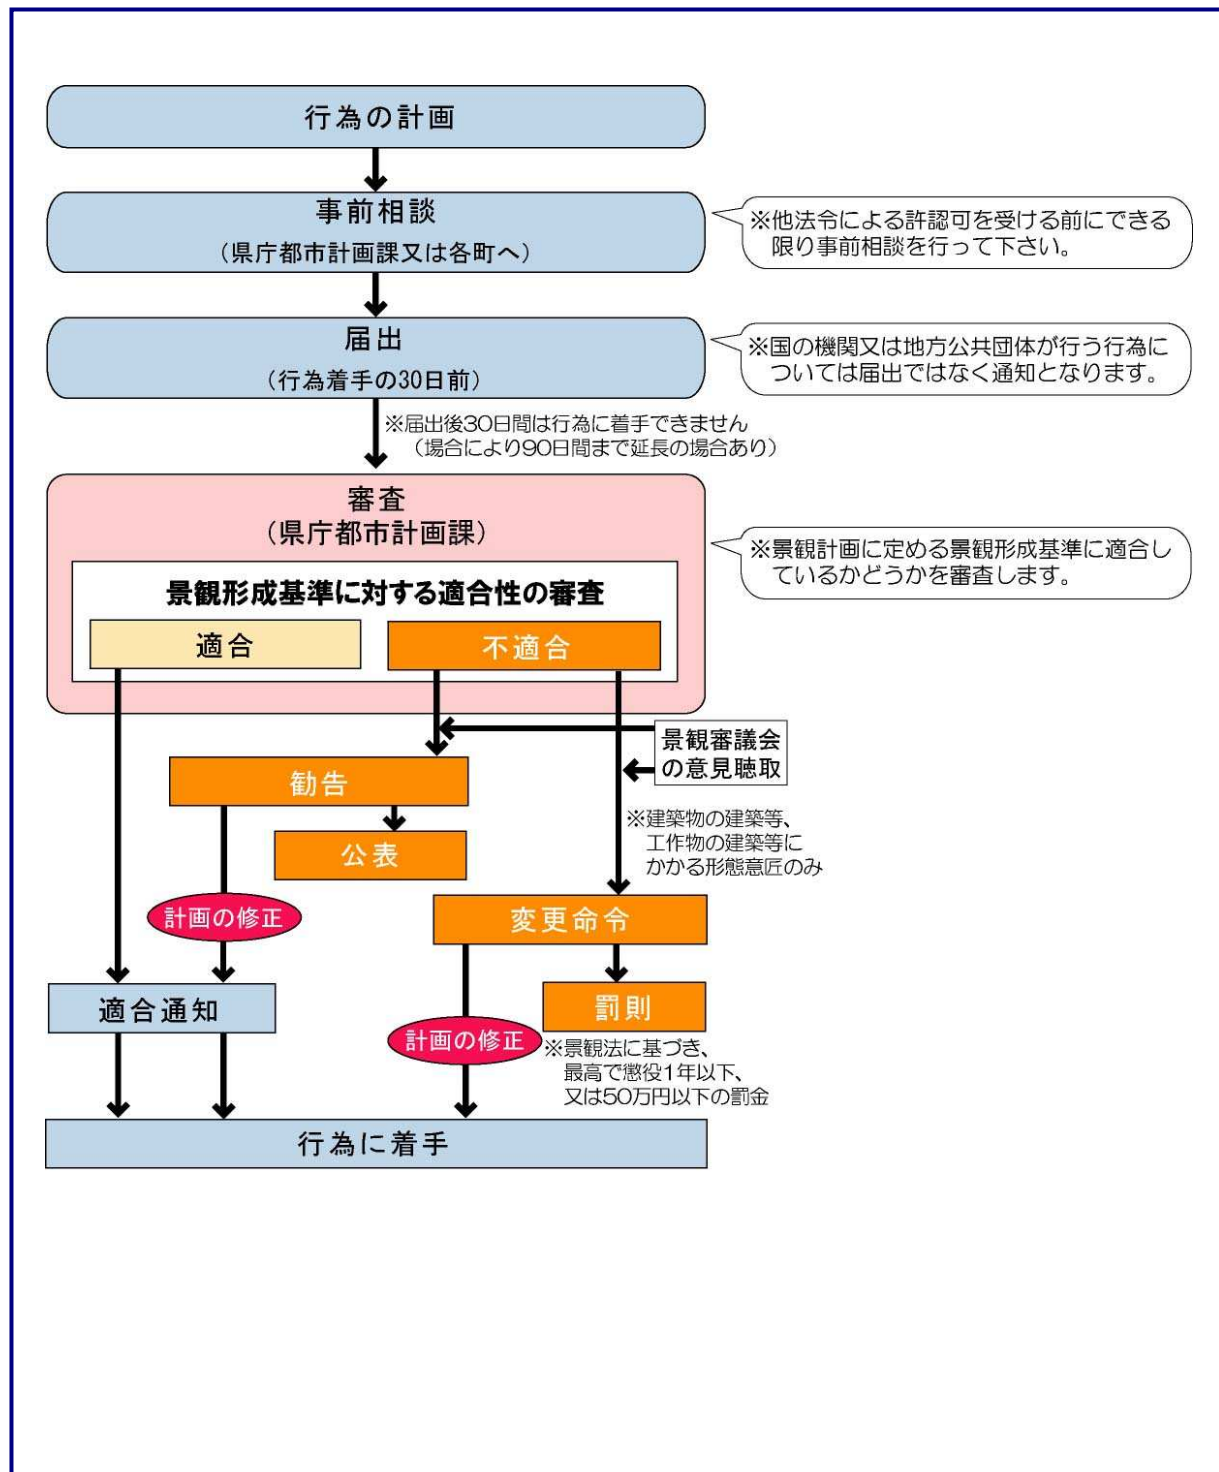 行為の計画
事前相談
（県庁都市計画課又は各町へ）
※他法令による許認可を受ける前にできる
限り事前相談を行って下さい。
届出
（行為着手の30日前）
※国の機関又は地方公共団体が行う行為に
ついては届出ではなく通知となります。
※届出後30日間は行為に着手できません
（場合により90日間まで延長の場合あり）
審査
（県庁都市計画課）
※景観計画に定める景観形成基準に適合し
ているかどうかを審査します。
景観形成基準に対する適合性の審査
適合
不適合
景観審議会
の意見聴取
勧告
公表
※建築物の建築等、
工作物の建築等に
かかる形態意匠のみ
計画の修正
変更命令
適合通知
罰則
計画の修正
※景観法に基づき、
最高で懲役1年以下、
又は50万円以下の罰金
行為に着手